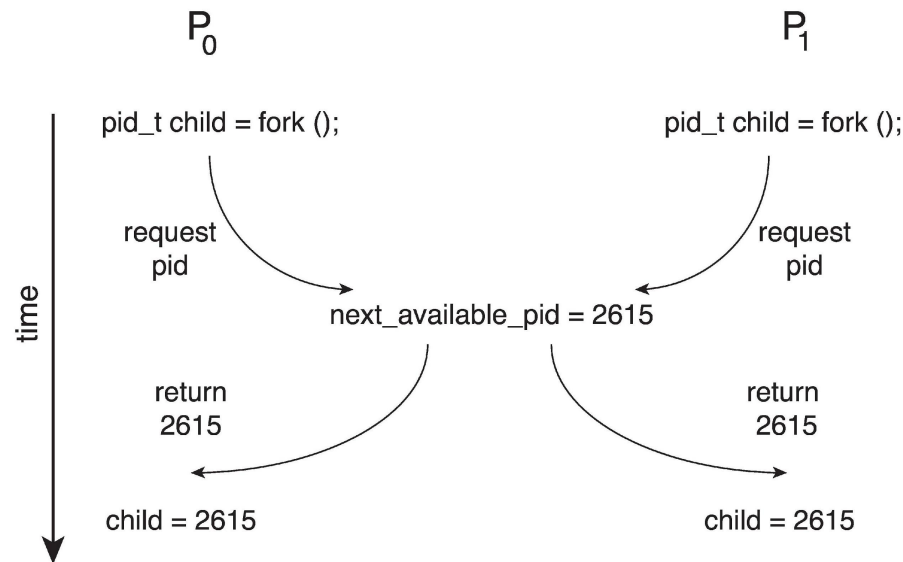 P0 P1
pid_t child = fork (); pid_t child = fork ();
request request
pid pid
next_available_pid = 2615
time
return return
2615 2615
child = 2615 child = 2615